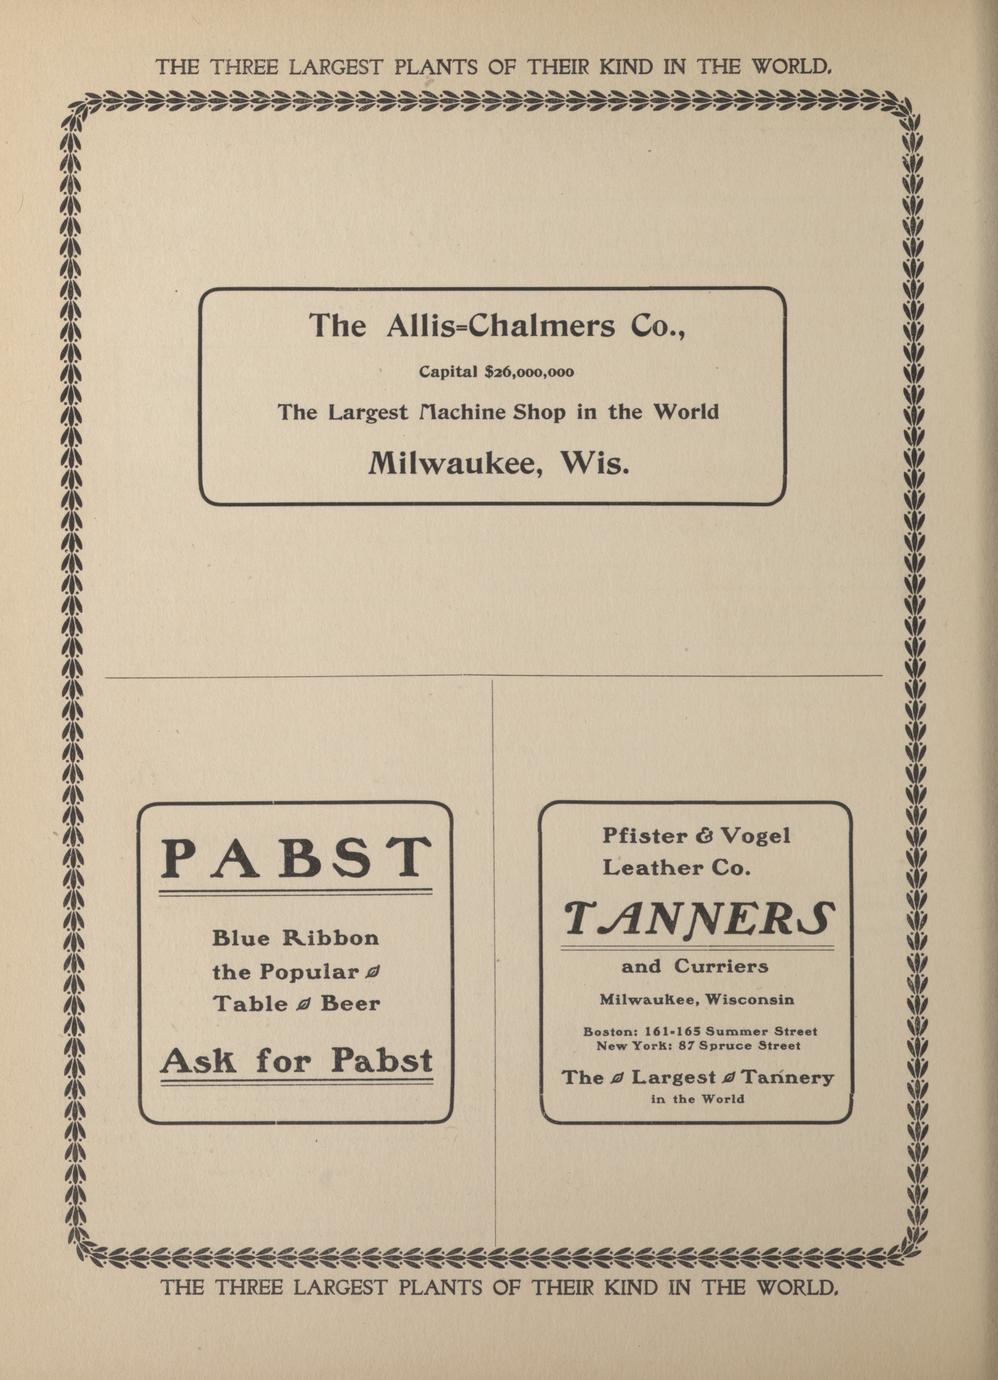 THE THREE LARGEST PLANTS OF THEIR KIND IN THE WORLD.
The Allis=Chalmers Co.,
Capital $26,000,000
The Largest Machine Shop in the World
Milwaukee, Wis.
PABST
Blue Ribbon
the Popular
Table Beer
Ask for Pabst
Pfister & Vogel
Leather Co.
TANNERS
and Curriers
Milwaukee, Wisconsin
Boston: 161-165 Summer Street
New York: 87 Spruce Street
The Largest Tannery
in the World
THE THREE LARGEST PLANTS OF THEIR KIND IN THE WORLD.